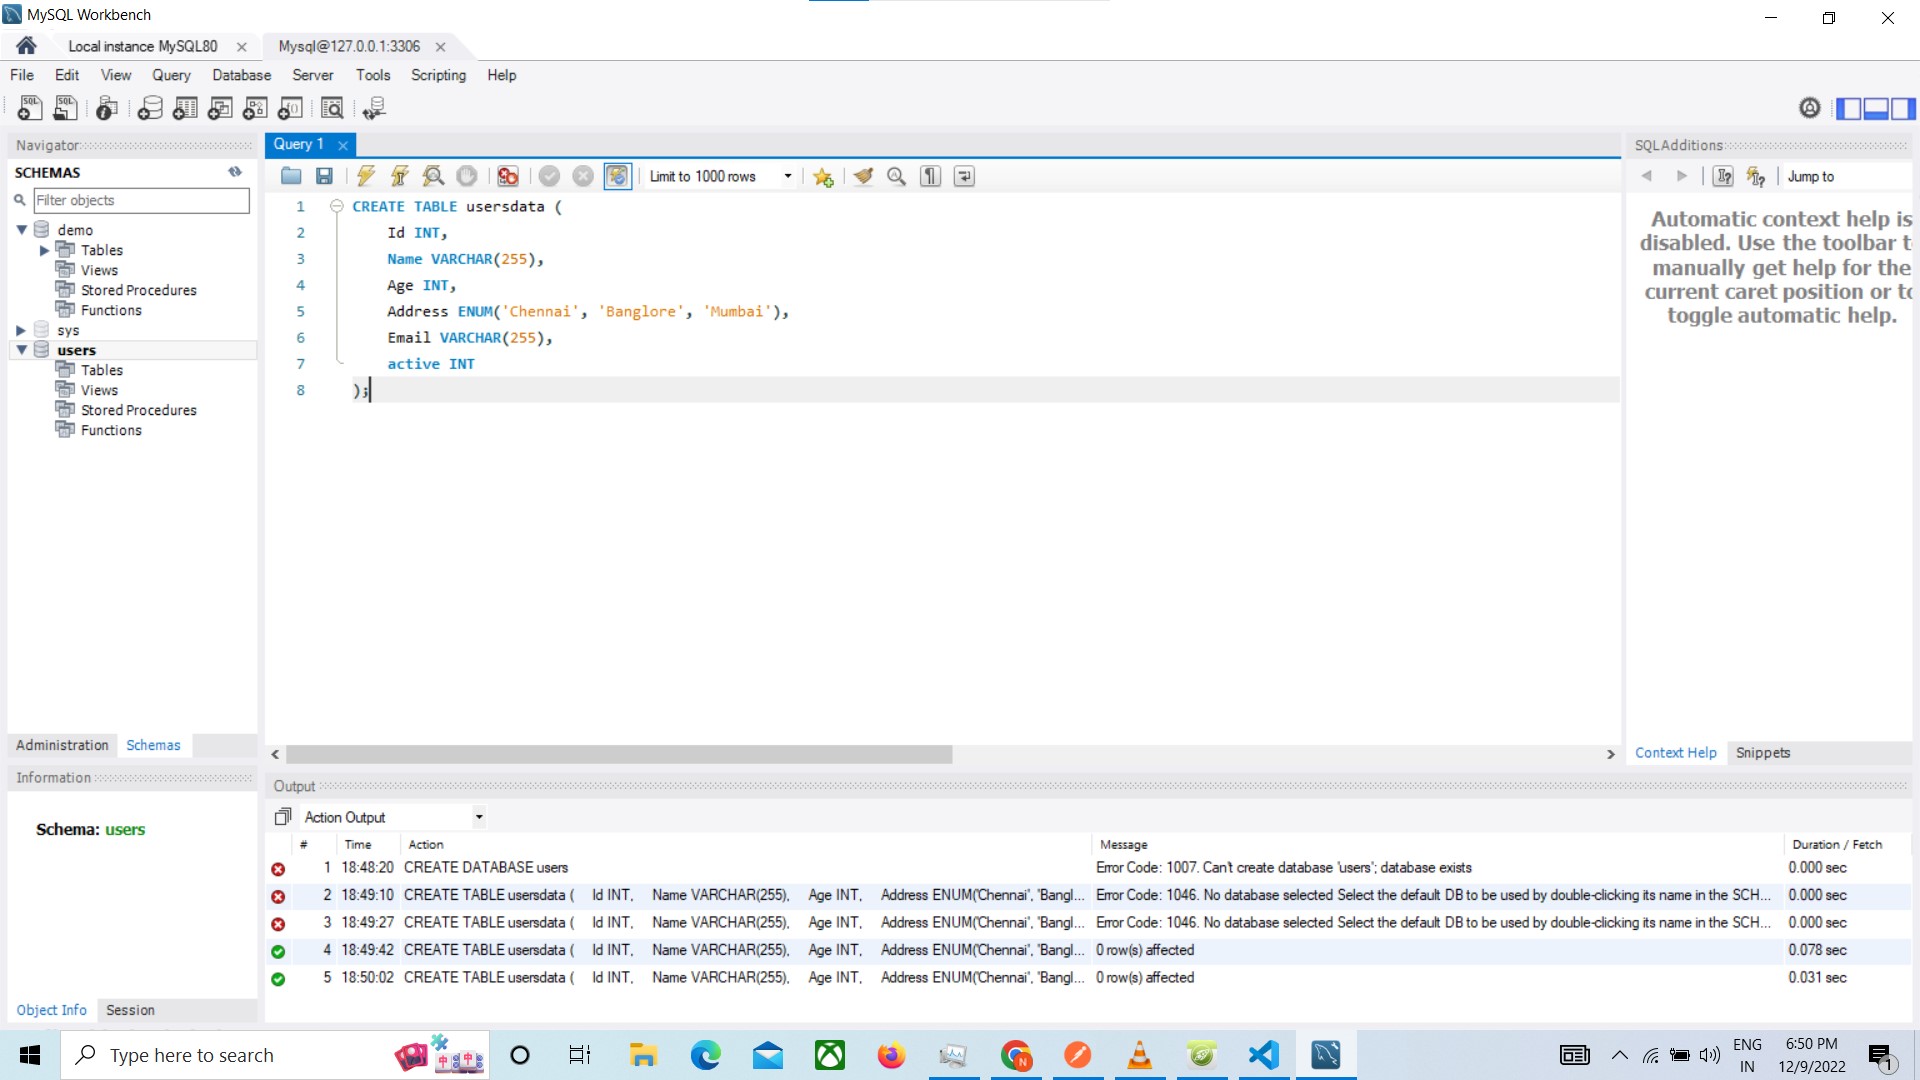 MySQL Workbench
Local instance MySQL80
Mysql@127.0.0.1:3306
File Edit View Query Database Server Tools Scripting Help
Navigator
SCHEMAS
Filter objects
demo
Tables
Views
Stored Procedures
Functions
sys
users
Tables
Views
Stored Procedures
Functions
Administration Schemas
Information
Schema: users
Object Info Session
Query 1
Limit to 1000 rows
1 CREATE TABLE usersdata (
2 Id INT,
3 Name VARCHAR(255),
4 Age INT,
5 Address ENUM('Chennai', 'Banglore', 'Mumbai'),
6 Email VARCHAR(255),
7 active INT
8 );
SQLAdditions
Jump to
Automatic context help is
disabled. Use the toolbar t
manually get help for the
current caret position or to
toggle automatic help.
Context Help Snippets
Output
Action Output
# Time Action Message Duration / Fetch
1 18:48:20 CREATE DATABASE users Error Code: 1007. Can't create database 'users'; database exists 0.000 sec
2 18:49:10 CREATE TABLE usersdata ( Id INT, Name VARCHAR(255), Age INT, Address ENUM('Chennai', 'Bangl... Error Code: 1046. No database selected Select the default DB to be used by double-clicking its name in the SCH... 0.000 sec
3 18:49:27 CREATE TABLE usersdata ( Id INT, Name VARCHAR(255), Age INT, Address ENUM('Chennai', 'Bangl... Error Code: 1046. No database selected Select the default DB to be used by double-clicking its name in the SCH... 0.000 sec
4 18:49:42 CREATE TABLE usersdata ( Id INT, Name VARCHAR(255), Age INT, Address ENUM('Chennai', 'Bangl... 0 row(s) affected 0.078 sec
5 18:50:02 CREATE TABLE usersdata ( Id INT, Name VARCHAR(255), Age INT, Address ENUM('Chennai', 'Bangl... 0 row(s) affected 0.031 sec
Type here to search
ENG
IN
6:50 PM
12/9/2022
1